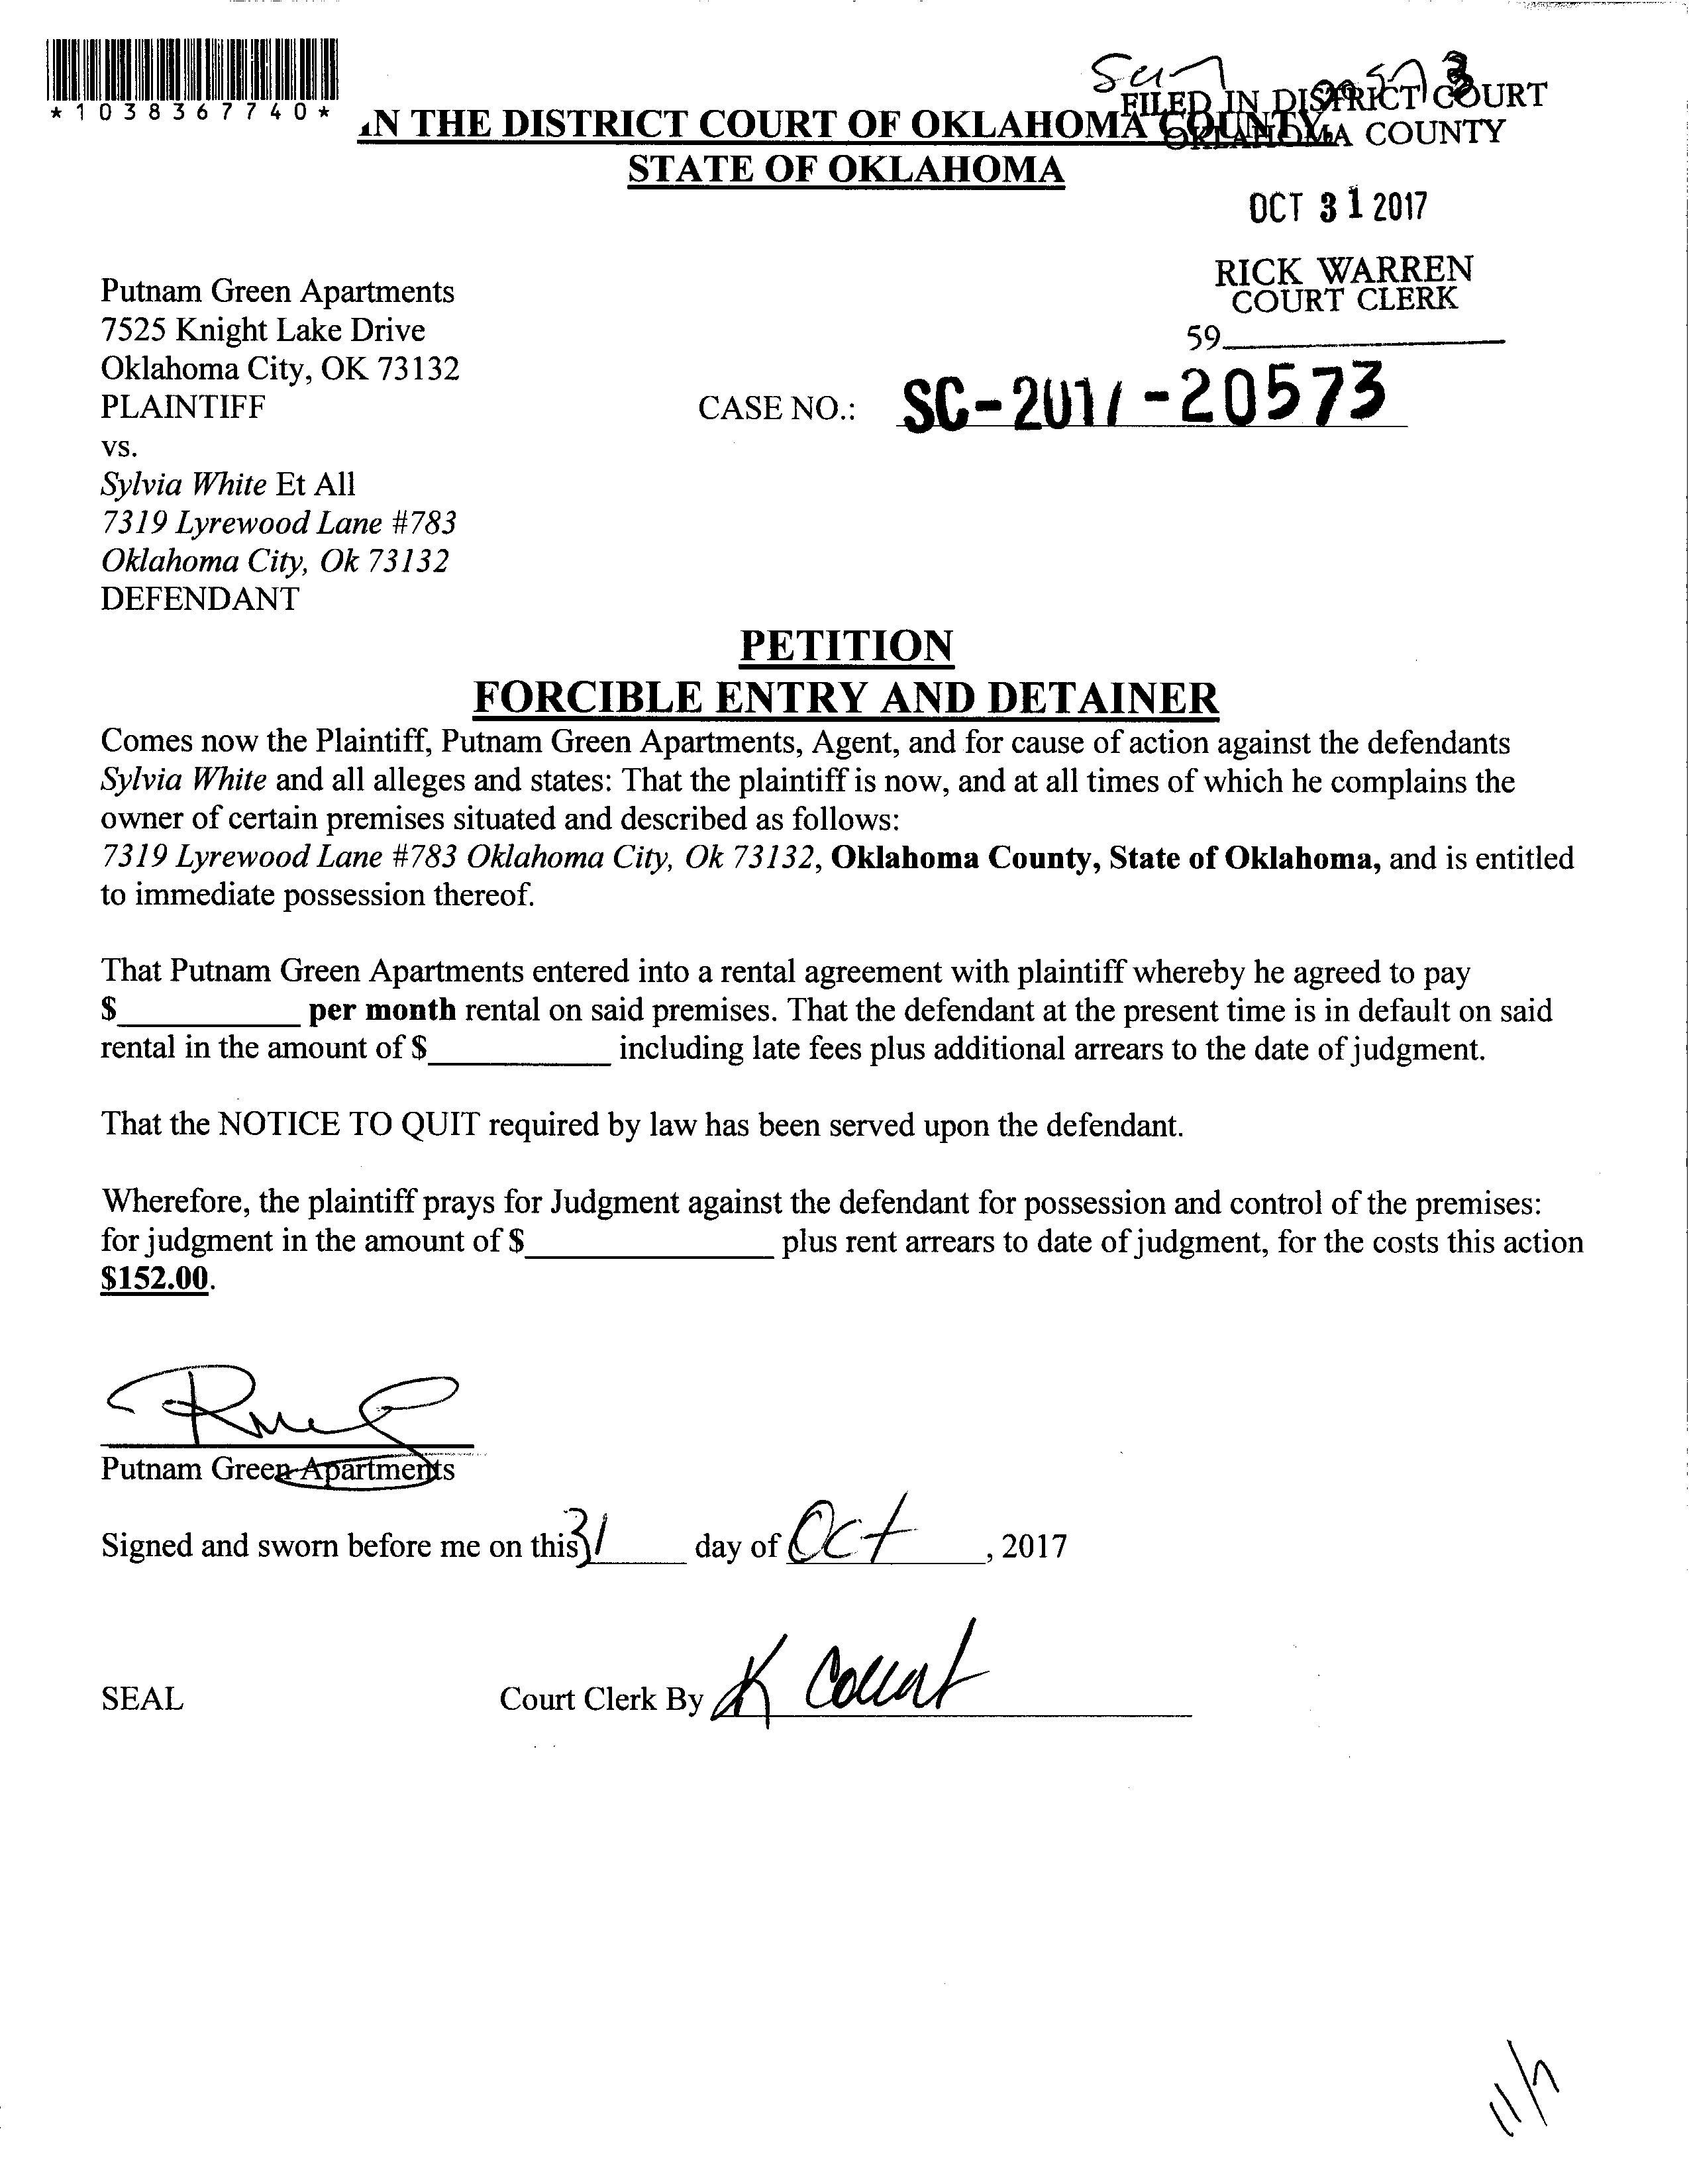 *1038367740*
IN THE DISTRICT COURT OF OKLAHOMA COUNTY
STATE OF OKLAHOMA
FILED IN DISTRICT COURT
OKLAHOMA COUNTY
OCT 31 2017
RICK WARREN
COURT CLERK
59
Putnam Green Apartments
7525 Knight Lake Drive
Oklahoma City, OK 73132
PLAINTIFF
CASE NO.: SC-2017-20573
vs.
Sylvia White Et All
7319 Lyrewood Lane #783
Oklahoma City, Ok 73132
DEFENDANT
PETITION
FORCIBLE ENTRY AND DETAINER
Comes now the Plaintiff, Putnam Green Apartments, Agent, and for cause of action against the defendants
Sylvia White and all alleges and states: That the plaintiff is now, and at all times of which he complains the
owner of certain premises situated and described as follows:
7319 Lyrewood Lane #783 Oklahoma City, Ok 73132, Oklahoma County, State of Oklahoma, and is entitled
to immediate possession thereof.
That Putnam Green Apartments entered into a rental agreement with plaintiff whereby he agreed to pay
$__________ per month rental on said premises. That the defendant at the present time is in default on said
rental in the amount of $__________ including late fees plus additional arrears to the date of judgment.
That the NOTICE TO QUIT required by law has been served upon the defendant.
Wherefore, the plaintiff prays for Judgment against the defendant for possession and control of the premises:
for judgment in the amount of $______________ plus rent arrears to date of judgment, for the costs this action
$152.00.
Putnam Green Apartments
Signed and sworn before me on this 31 day of Oct, 2017
SEAL
Court Clerk By K
11/7